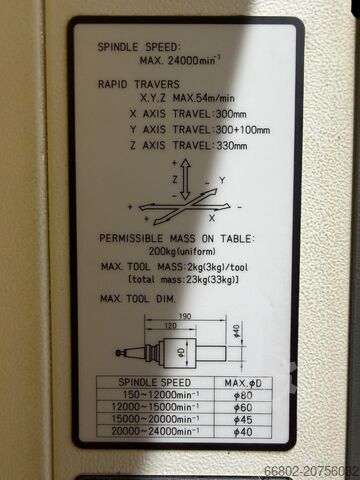 SPINDLE SPEED:
MAX. 24000min⁻¹
RAPID TRAVERS
X,Y,Z MAX.54m/min
X AXIS TRAVEL:300mm
Y AXIS TRAVEL:300+100mm
Z AXIS TRAVEL:330mm
+ - Y
Z
- +
- +
+ - X
PERMISSIBLE MASS ON TABLE:
200kg(uniform)
MAX. TOOL MASS:2kg(3kg)/tool
[total mass:23kg(33kg)]
MAX. TOOL DIM.
190
120
φD
φ40
SPINDLE SPEED MAX.φD
150~12000min⁻¹ φ80
12000~15000min⁻¹ φ60
15000~20000min⁻¹ φ45
20000~24000min⁻¹ φ40
66802-20756082